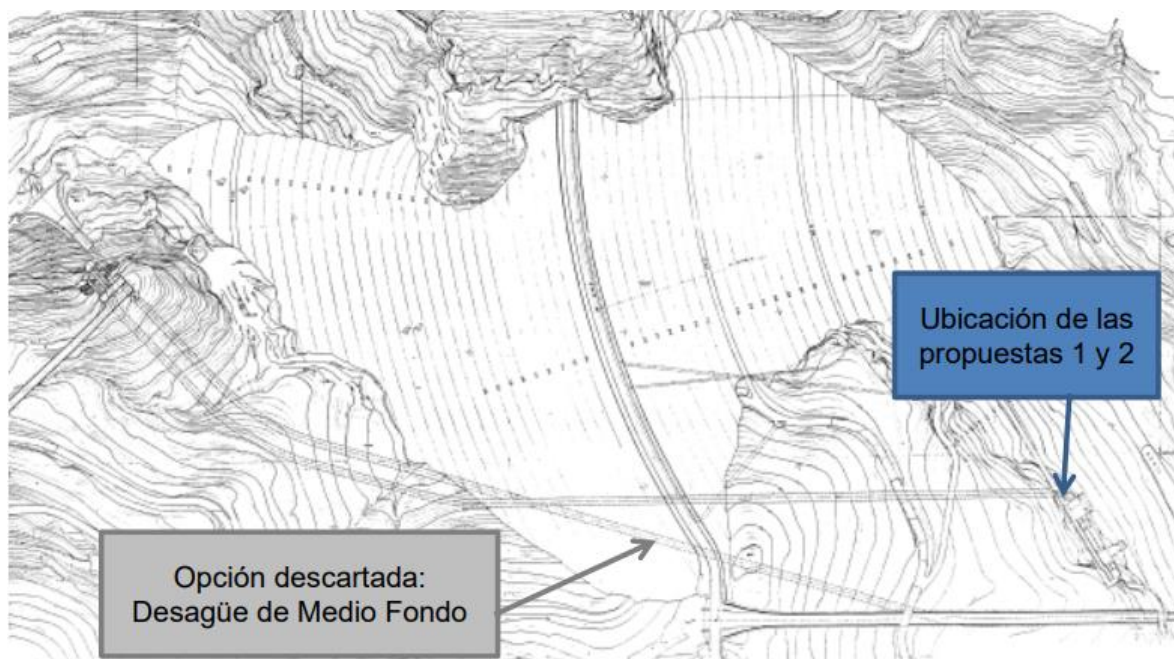 Ubicación de las
propuestas 1 y 2
Opción descartada:
Desagüe de Medio Fondo